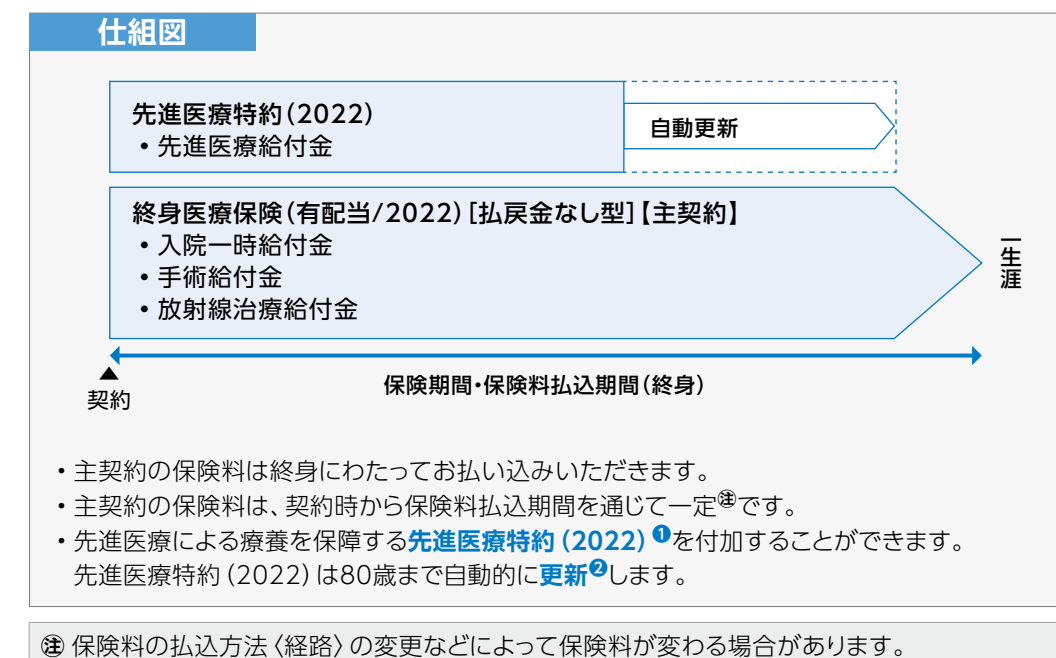 仕組図
先進医療特約(2022)
・先進医療給付金
自動更新
終身医療保険(有配当/2022)[払戻金なし型]【主契約】
・入院一時給付金
・手術給付金
・放射線治療給付金
一生涯
▲
契約
保険期間・保険料払込期間(終身)
・主契約の保険料は終身にわたってお払い込みいただきます。
・主契約の保険料は、契約時から保険料払込期間を通じて一定㊟です。
・先進医療による療養を保障する先進医療特約(2022)❶を付加することができます。
先進医療特約(2022)は80歳まで自動的に更新❷します。
㊟ 保険料の払込方法〈経路〉の変更などによって保険料が変わる場合があります。